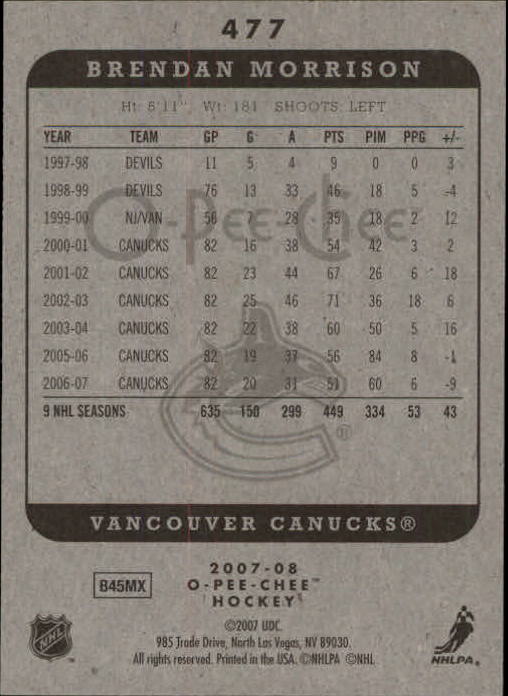 477
BRENDAN MORRISON
Ht: 5'11", Wt: 181 SHOOTS: LEFT
YEAR TEAM GP G A PTS PIM PPG +/-
1997-98 DEVILS 11 5 4 9 0 0 3
1998-99 DEVILS 76 13 33 46 18 5 -4
1999-00 NJ/VAN 56 7 28 35 18 2 12
2000-01 CANUCKS 82 16 38 54 42 3 2
2001-02 CANUCKS 82 23 44 67 26 6 18
2002-03 CANUCKS 82 25 46 71 36 18 6
2003-04 CANUCKS 82 22 38 60 50 5 16
2005-06 CANUCKS 82 19 37 56 84 8 -1
2006-07 CANUCKS 82 20 31 51 60 6 -9
9 NHL SEASONS 635 150 299 449 334 53 43
O-Pee-Chee
®
VANCOUVER CANUCKS®
2007-08
B45MX O-PEE-CHEE™
HOCKEY
©2007 UDC.
985 Trade Drive, North Las Vegas, NV 89030.
All rights reserved. Printed in the USA. ©NHLPA ©NHL
NHL ™
NHLPA®